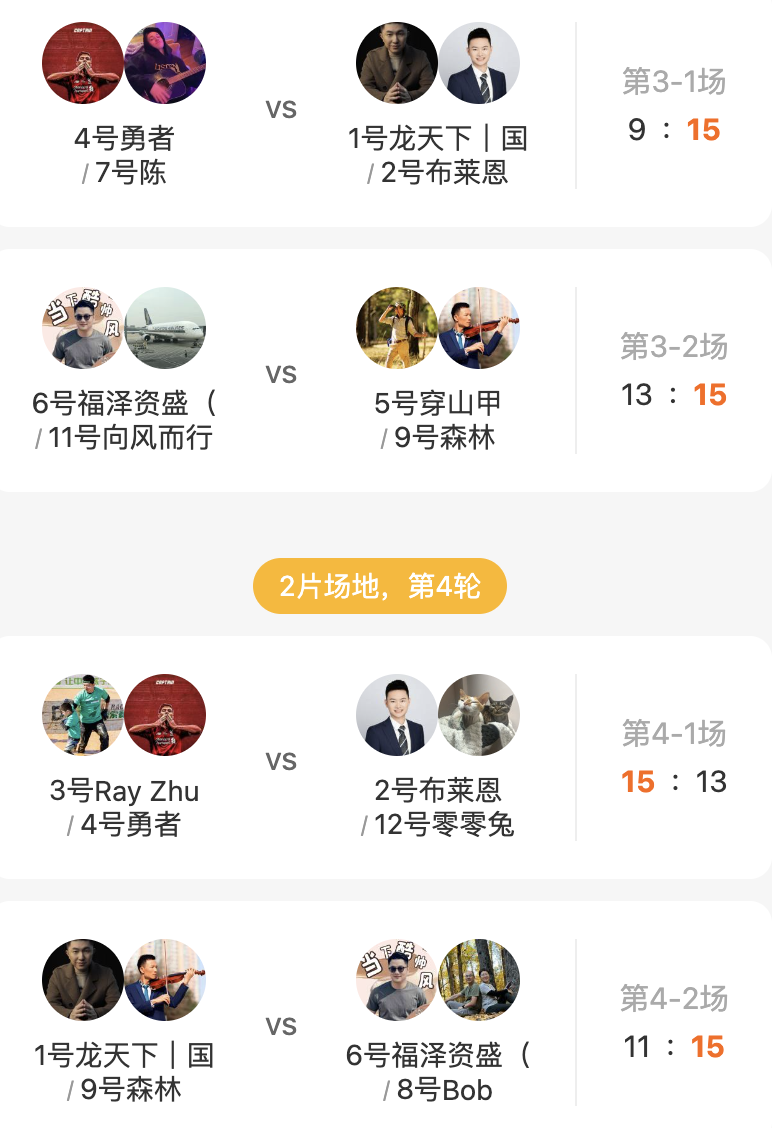 4号勇者
/ 7号陈
vs
1号龙天下｜国
/ 2号布莱恩
第3-1场
9 : 15
当下酷帅风
6号福泽资盛（
/ 11号向风而行
vs
5号穿山甲
/ 9号森林
第3-2场
13 : 15
2片场地，第4轮
3号Ray Zhu
/ 4号勇者
vs
2号布莱恩
/ 12号零零兔
第4-1场
15 : 13
1号龙天下｜国
/ 9号森林
vs
当下酷帅风
6号福泽资盛（
/ 8号Bob
第4-2场
11 : 15